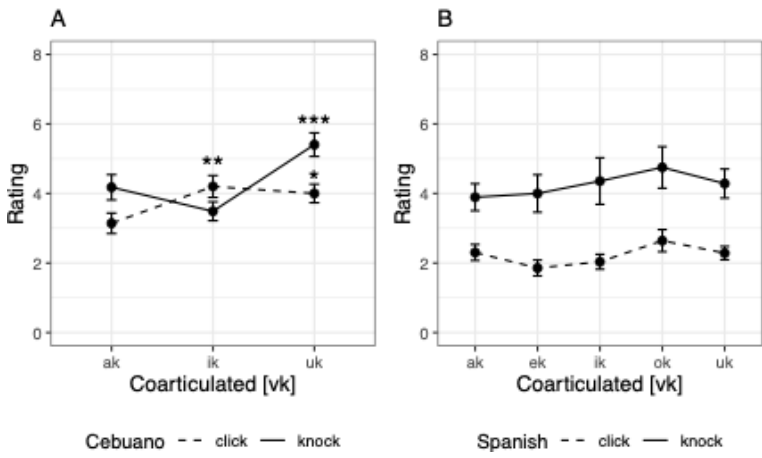 A
B
8
6
4
2
0
Rating
***
**
*
ak ik uk
Coarticulated [vk]
8
6
4
2
0
Rating
ak ek ik ok uk
Coarticulated [vk]
Cebuano click knock
Spanish click knock